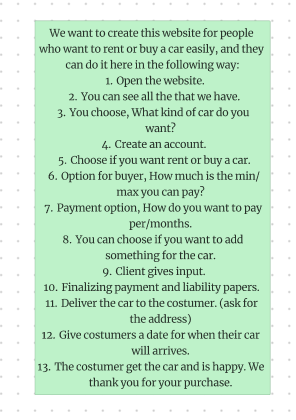 We want to create this website for people
who want to rent or buy a car easily, and they
can do it here in the following way:
1. Open the website.
2. You can see all the that we have.
3. You choose, What kind of car do you
want?
4. Create an account.
5. Choose if you want rent or buy a car.
6. Option for buyer, How much is the min/
max you can pay?
7. Payment option, How do you want to pay
per/months.
8. You can choose if you want to add
something for the car.
9. Client gives input.
10. Finalizing payment and liability papers.
11. Deliver the car to the costumer. (ask for
the address)
12. Give costumers a date for when their car
will arrives.
13. The costumer get the car and is happy. We
thank you for your purchase.